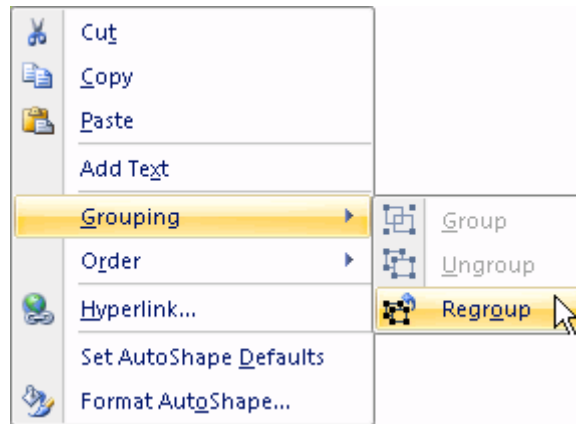 Cut
Copy
Paste
Add Text
Grouping
Order
Hyperlink...
Set AutoShape Defaults
Format AutoShape...
Group
Ungroup
Regroup